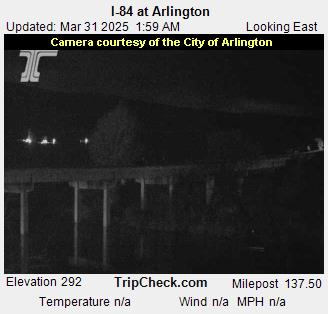 I-84 at Arlington
Updated: Mar 31 2025 1:59 AM Looking East
Camera courtesy of the City of Arlington
Elevation 292 TripCheck.com Milepost 137.50
Temperature n/a Wind n/a MPH n/a